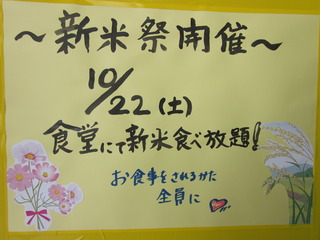 ～新米祭開催～
10/22(土)
食堂にて新米食べ放題!
お食事をされるかた
全員に